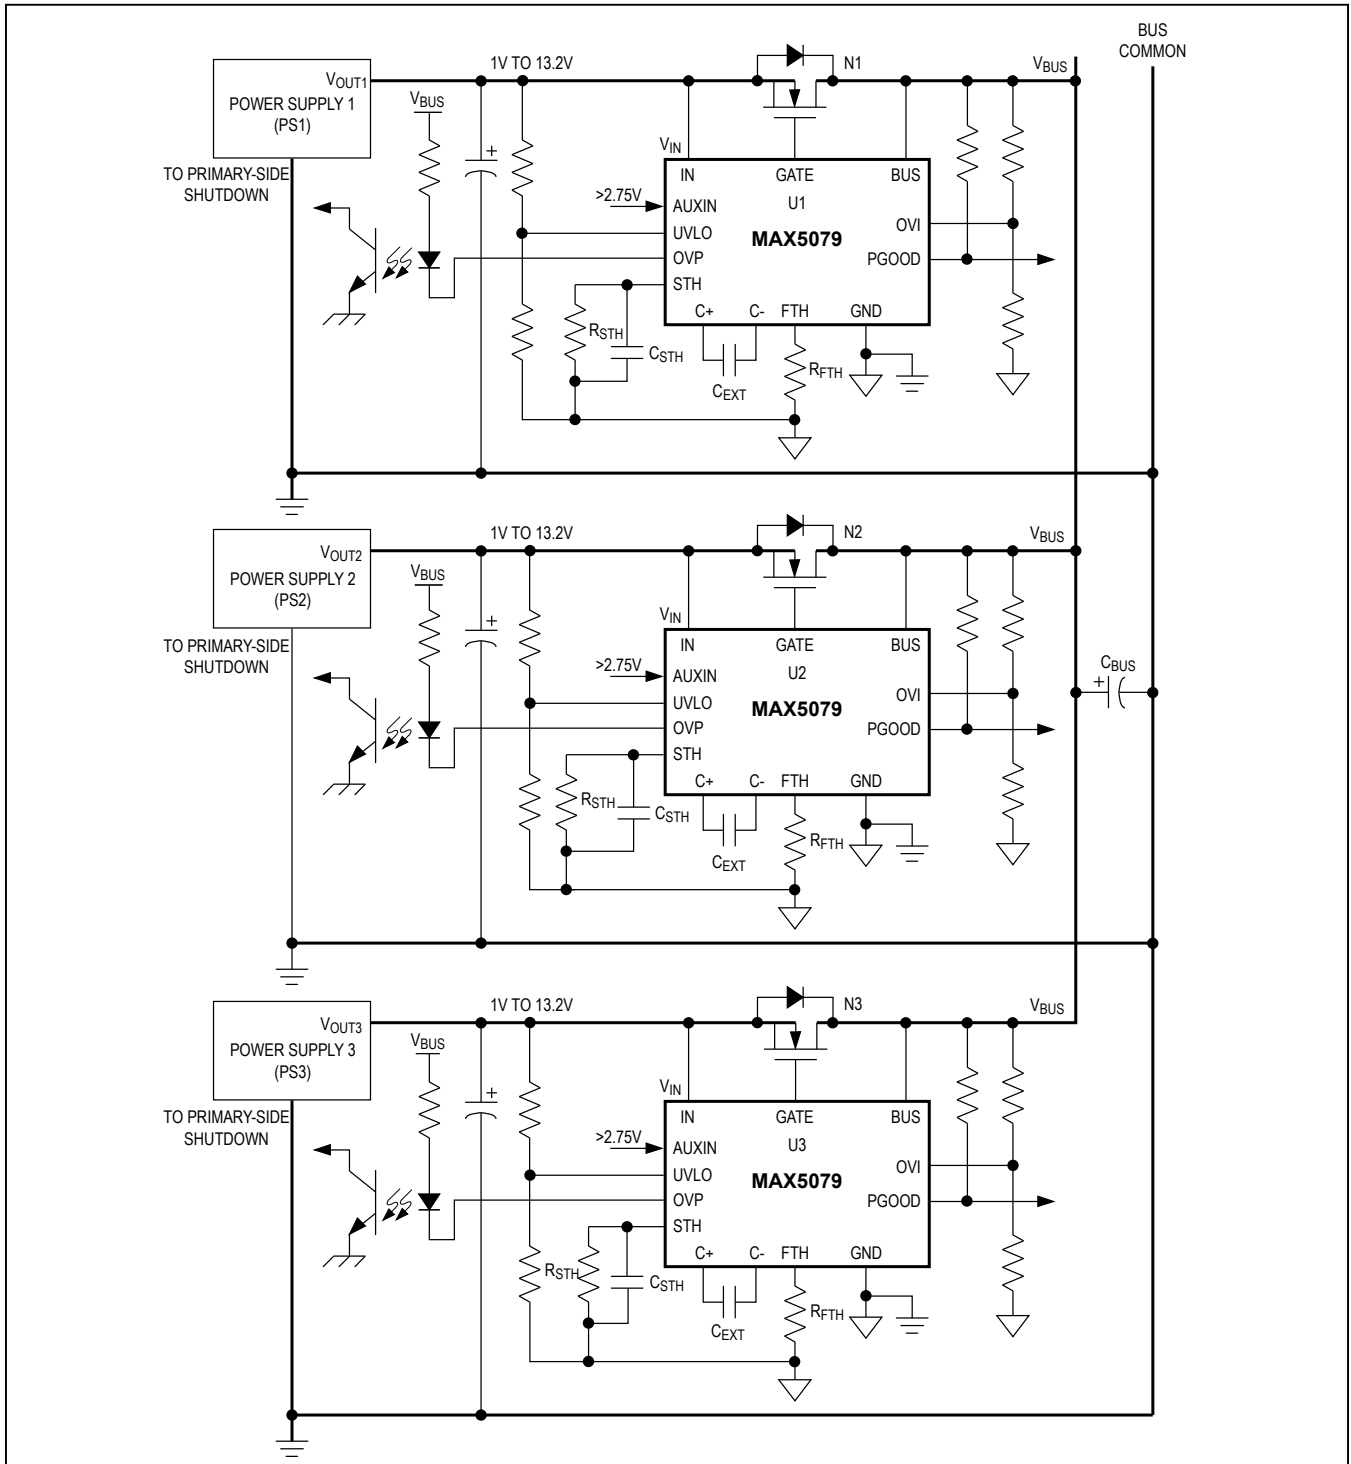 BUS
COMMON
1V TO 13.2V
N1
VBUS
VOUT1
POWER SUPPLY 1
(PS1)
VBUS
+
TO PRIMARY-SIDE
SHUTDOWN
VIN
IN
GATE
BUS
>2.75V
AUXIN
U1
UVLO
MAX5079
OVI
OVP
PGOOD
STH
C+
C-
FTH
GND
RSTH
CSTH
CEXT
RFTH
1V TO 13.2V
N2
VBUS
VOUT2
POWER SUPPLY 2
(PS2)
VBUS
+
TO PRIMARY-SIDE
SHUTDOWN
VIN
IN
GATE
BUS
>2.75V
AUXIN
U2
UVLO
MAX5079
OVI
OVP
PGOOD
STH
C+
C-
FTH
GND
RSTH
CSTH
CEXT
RFTH
CBUS
+
1V TO 13.2V
N3
VBUS
VOUT3
POWER SUPPLY 3
(PS3)
VBUS
+
TO PRIMARY-SIDE
SHUTDOWN
VIN
IN
GATE
BUS
>2.75V
AUXIN
U3
UVLO
MAX5079
OVI
OVP
PGOOD
STH
C+
C-
FTH
GND
RSTH
CSTH
CEXT
RFTH